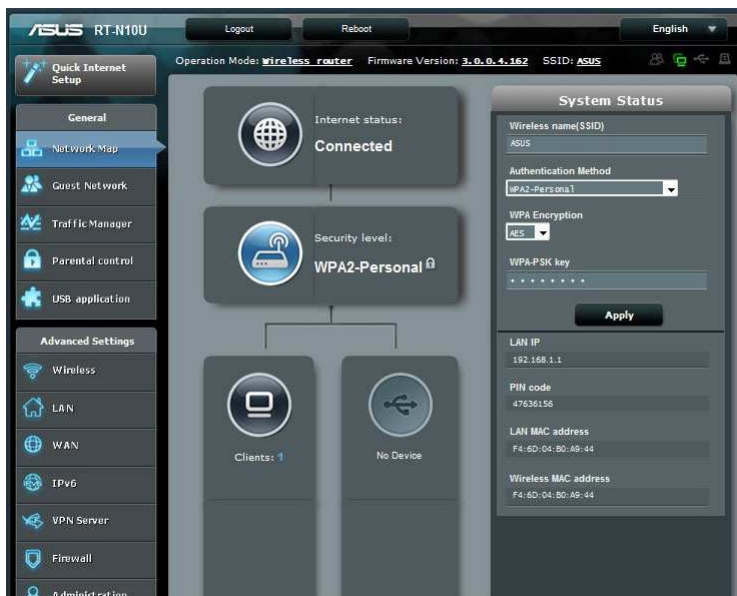 ASUS RT-N10U
Logout
Reboot
English
Quick Internet Setup
Operation Mode: Wireless router Firmware Version: 3.0.0.4.162 SSID: ASUS
General
Network Map
Guest Network
Traffic Manager
Parental control
USB application
Advanced Settings
Wireless
LAN
WAN
IPv6
VPN Server
Firewall
Administration
Internet status:
Connected
Security level:
WPA2-Personal
Clients: 1
No Device
System Status
Wireless name(SSID)
ASUS
Authentication Method
WPA2-Personal
WPA Encryption
AES
WPA-PSK key
Apply
LAN IP
192.168.1.1
PIN code
47636156
LAN MAC address
F4:6D:04:B0:A9:44
Wireless MAC address
F4:6D:04:B0:A9:44